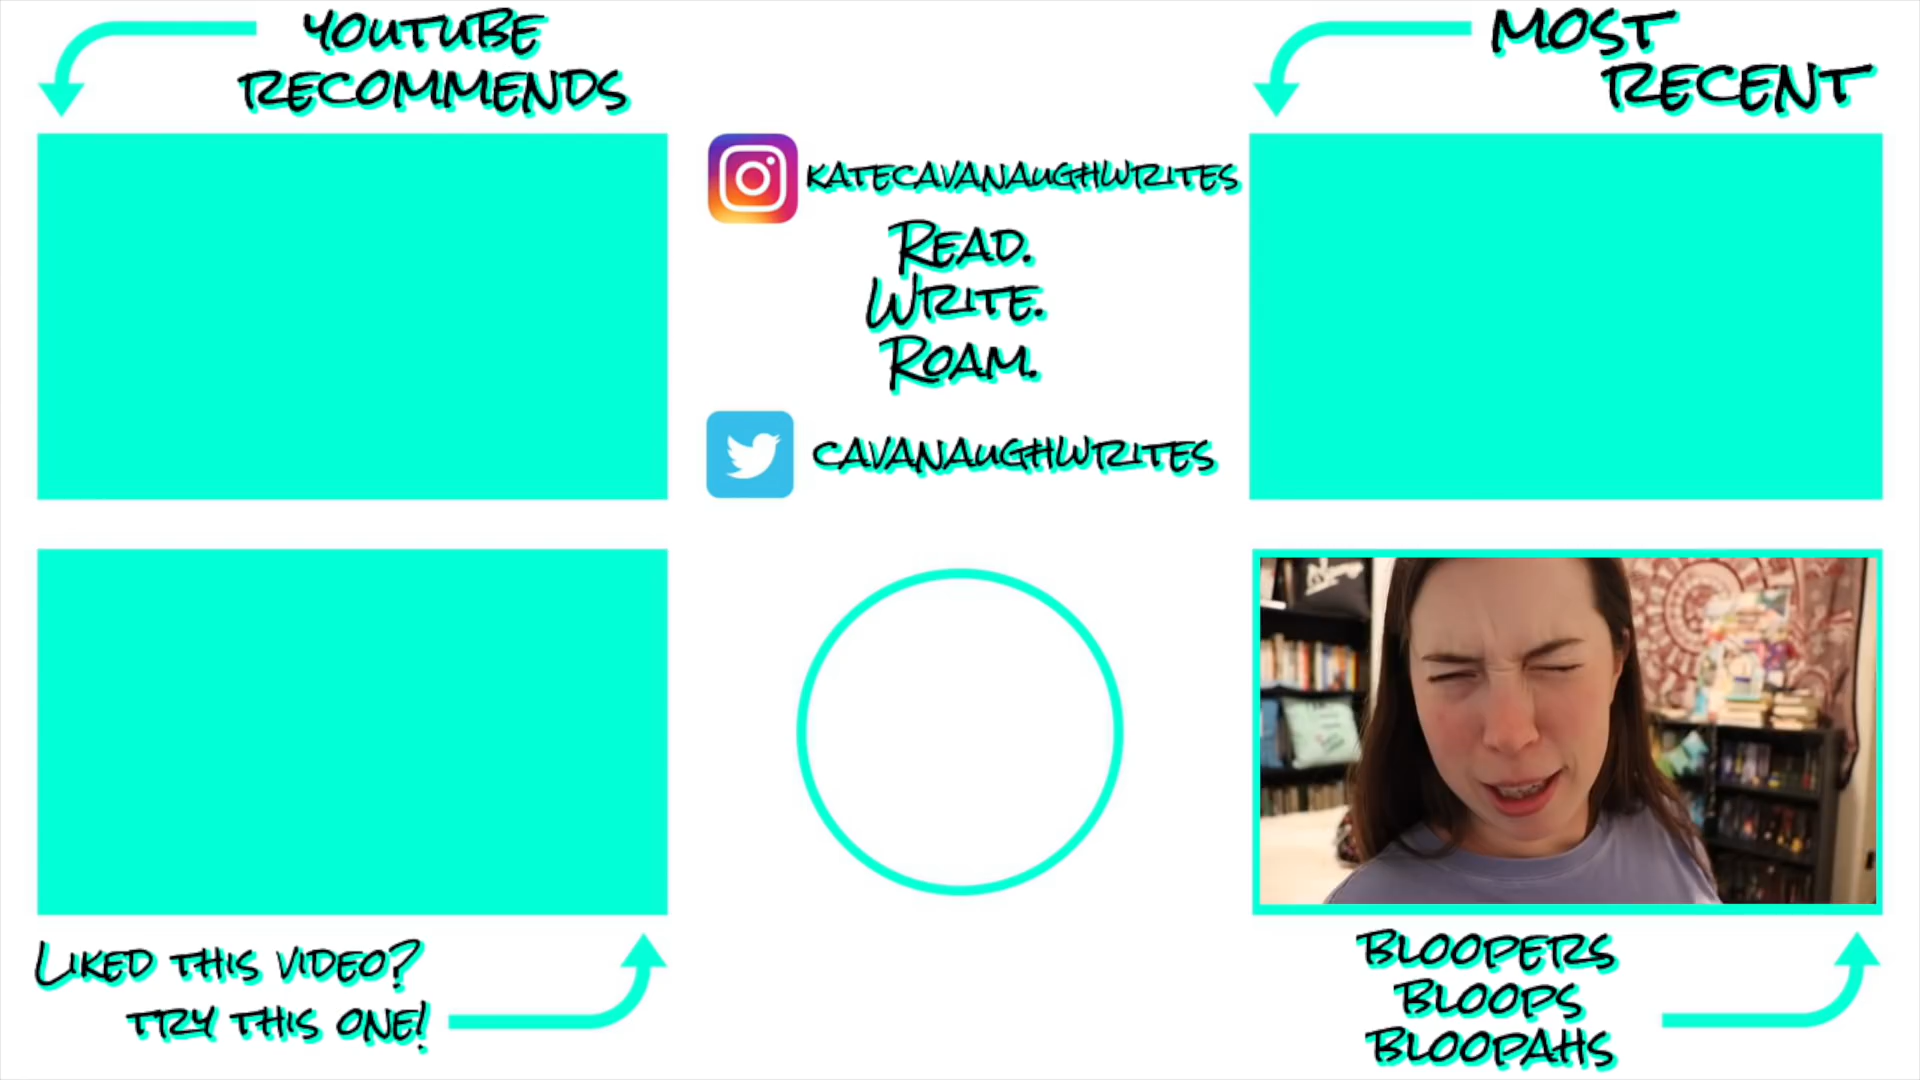 YOUTUBE
RECOMMENDS
MOST
RECENT
KATECAVANAUGHWRITES
READ.
WRITE.
ROAM.
CAVANAUGHWRITES
LIKED THIS VIDEO?
TRY THIS ONE!
BLOOPERS
BLOOPS
BLOOPAHS